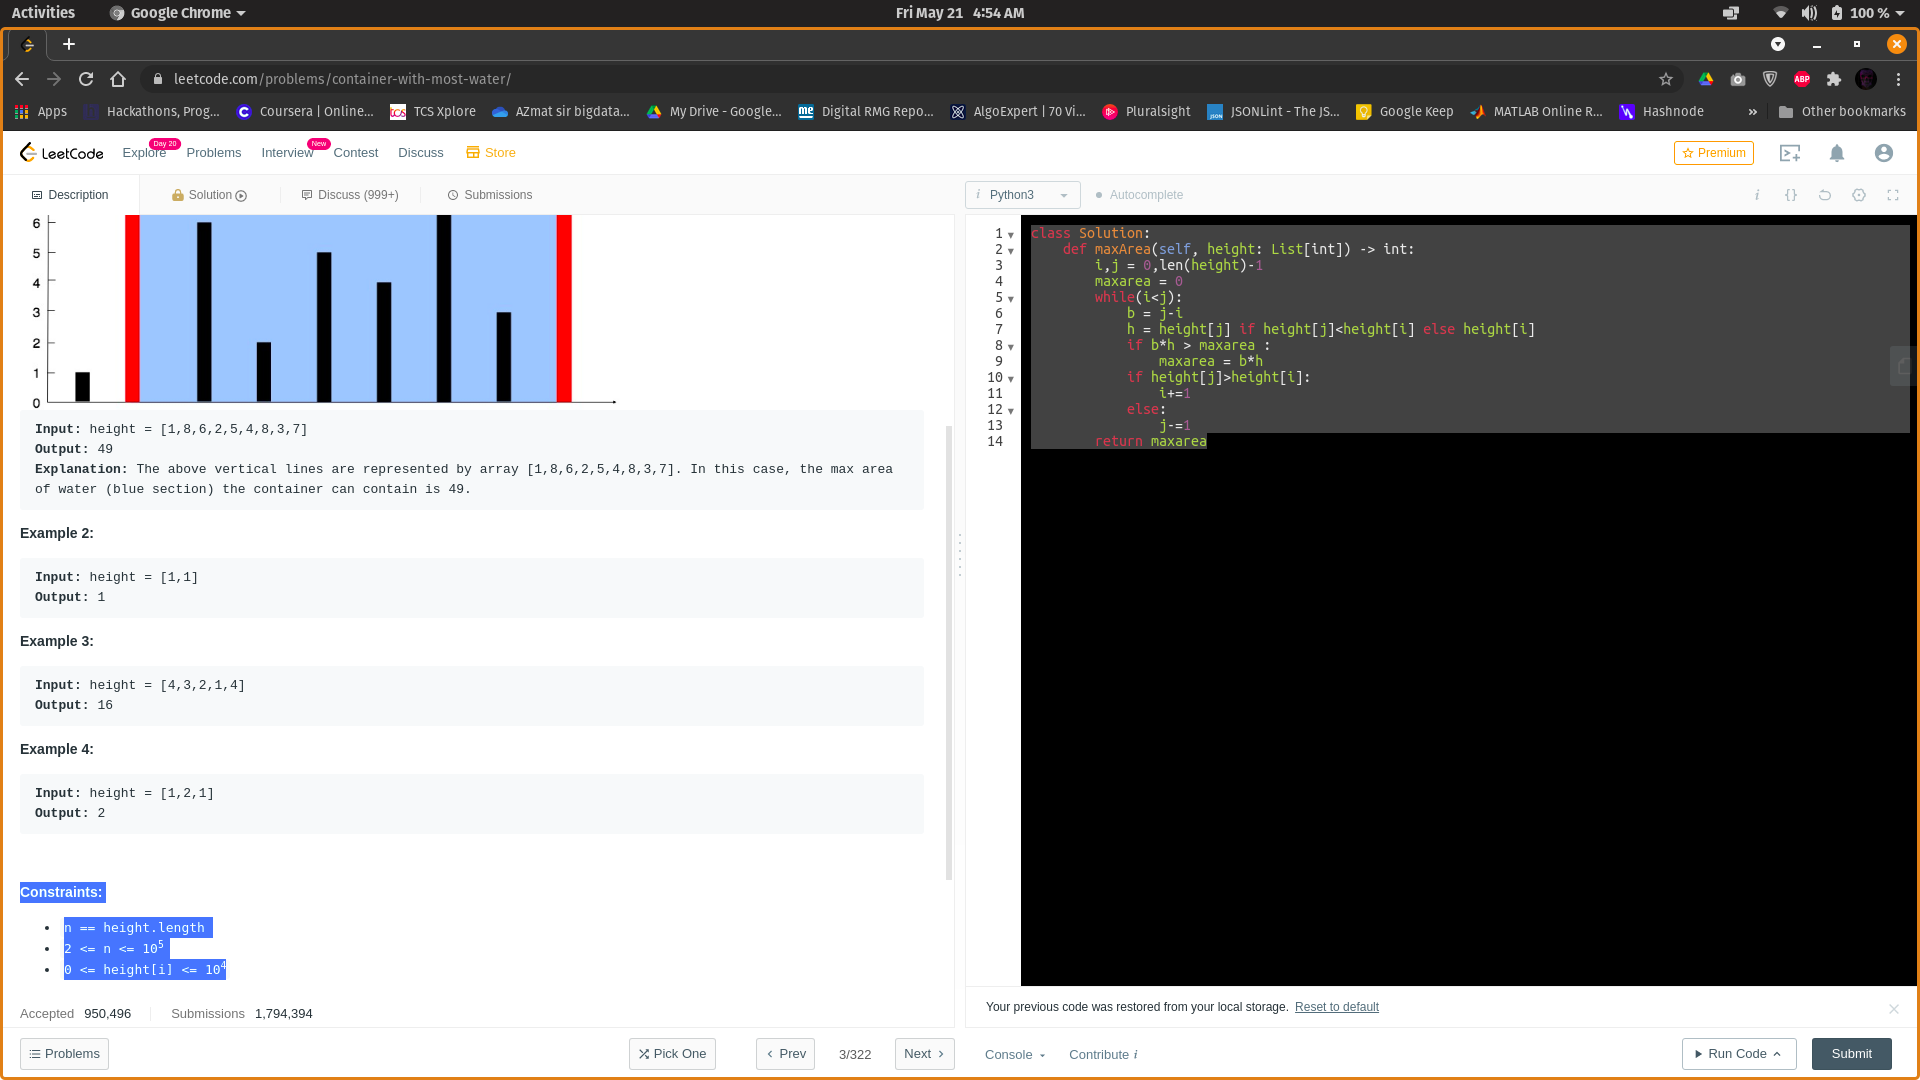 Activities
Google Chrome
Fri May 21 4:54 AM
100 %
leetcode.com/problems/container-with-most-water/
ABP
Apps
Hackathons, Prog...
Coursera | Online...
TCS Xplore
AZmat sir bigdata...
My Drive - Google...
Digital RMG Repo...
AlgoExpert | 70 Vi...
Pluralsight
JSONLint - The JS...
Google Keep
MATLAB Online R...
Hashnode
»
Other bookmarks
LeetCode
Explore
Day 20
Problems
Interview
New
Contest
Discuss
Store
Premium
Description
Solution
Discuss (999+)
Submissions
i Python3
Autocomplete
i {}
6
5
4
3
2
1
0
Input: height = [1,8,6,2,5,4,8,3,7]
Output: 49
Explanation: The above vertical lines are represented by array [1,8,6,2,5,4,8,3,7]. In this case, the max area
of water (blue section) the container can contain is 49.
Example 2:
Input: height = [1,1]
Output: 1
Example 3:
Input: height = [4,3,2,1,4]
Output: 16
Example 4:
Input: height = [1,2,1]
Output: 2
Constraints:
• n == height.length
• 2 <= n <= 10^5
• 0 <= height[i] <= 10^4
Accepted 950,496
Submissions 1,794,394
1 class Solution:
2 def maxArea(self, height: List[int]) -> int:
3 i,j = 0,len(height)-1
4 maxarea = 0
5 while(i<j):
6 b = j-i
7 h = height[j] if height[j]<height[i] else height[i]
8 if b*h > maxarea :
9 maxarea = b*h
10 if height[j]>height[i]:
11 i+=1
12 else:
13 j-=1
14 return maxarea
Your previous code was restored from your local storage. Reset to default
Problems
Pick One
Prev
3/322
Next
Console
Contribute i
Run Code
Submit